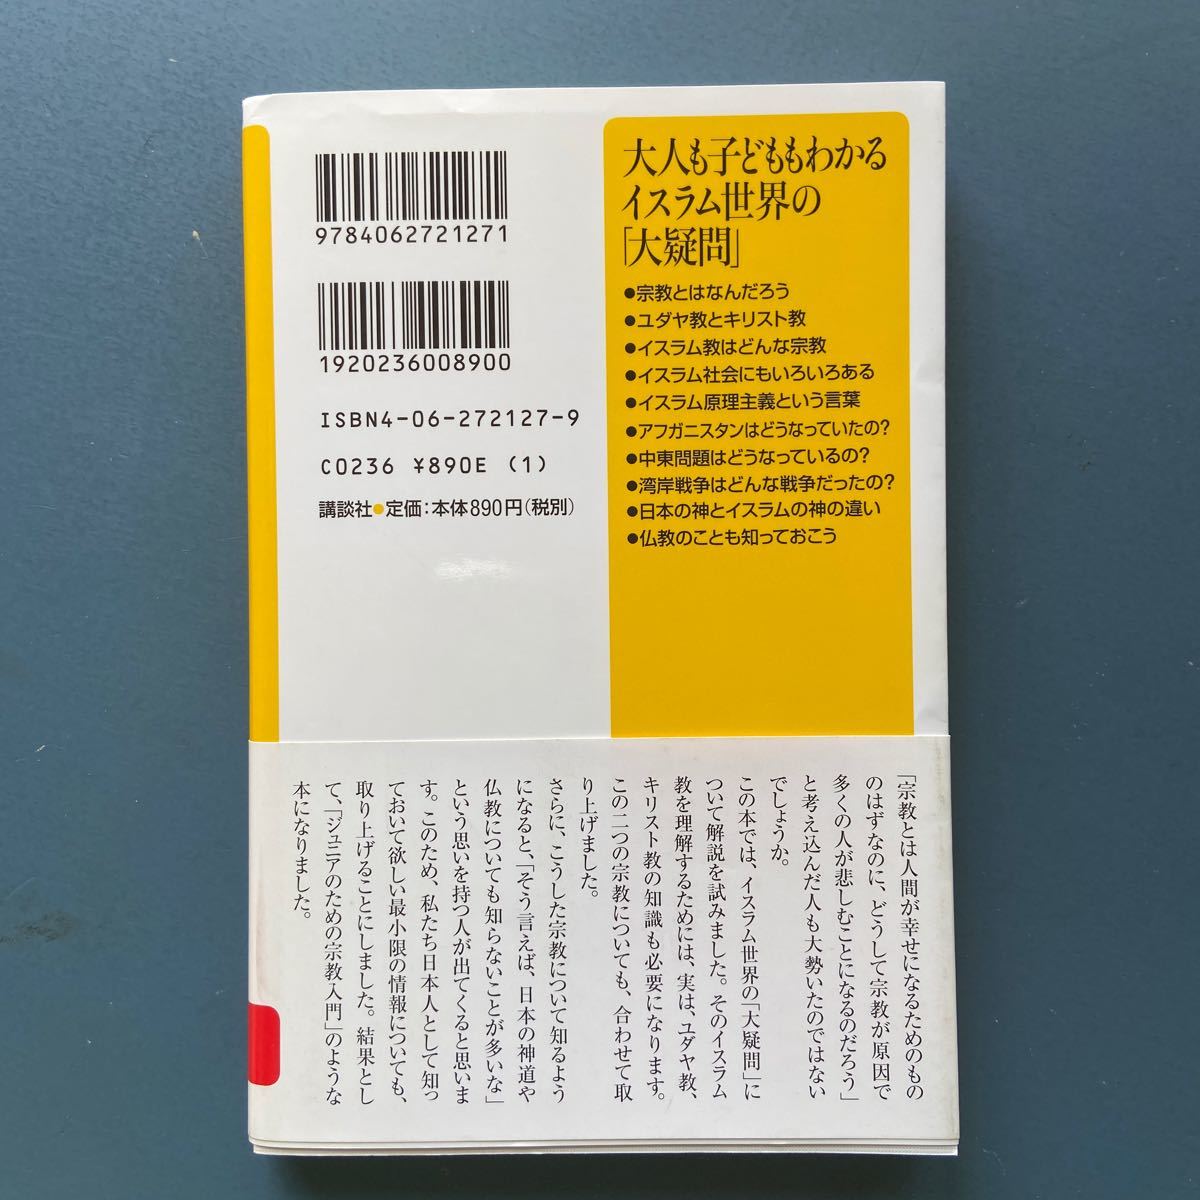 9784062721271
1920236008900
ISBN4-06-272127-9
C0236 ¥890E (1)
講談社●定価：本体890円（税別）
大人も子どももわかる
イスラム世界の
「大疑問」
●宗教とはなんだろう
●ユダヤ教とキリスト教
●イスラム教はどんな宗教
●イスラム社会にもいろいろある
●イスラム原理主義という言葉
●アフガニスタンはどうなっていたの？
●中東問題はどうなっているの？
●湾岸戦争はどんな戦争だったの？
●日本の神とイスラムの神の違い
●仏教のことも知っておこう
「宗教とは人間が幸せになるためのもの
のはずなのに、どうして宗教が原因で
多くの人が悲しむことになるのだろう」
と考え込んだ人も大勢いたのではない
でしょうか。
この本では、イスラム世界の「大疑問」に
ついて解説を試みました。そのイスラム
教を理解するためには、実は、ユダヤ教、
キリスト教の知識も必要になります。
この二つの宗教についても、合わせて取
り上げました。
さらに、こうした宗教について知るよう
になると、「そう言えば、日本の神道や
仏教についても知らないことが多いな」
という思いを持つ人が出てくると思いま
す。このため、私たち日本人として知っ
ておいて欲しい最小限の情報についても、
取り上げることにしました。結果とし
て、「ジュニアのための宗教入門」のような
本になりました。